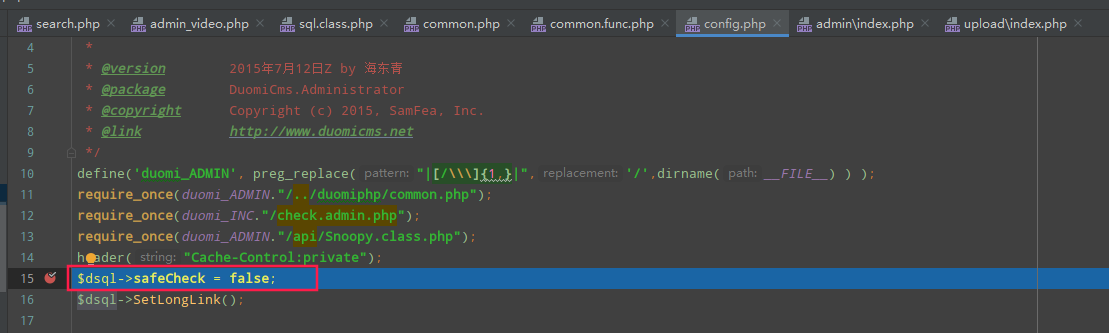 search.php × admin_video.php × sql.class.php × common.php × common.func.php × config.php × admin\index.php × upload\index.php ×
4 *
5 * @version 2015年7月12日Z by 海东青
6 * @package DuomiCms.Administrator
7 * @copyright Copyright (c) 2015, SamFea, Inc.
8 * @link http://www.duomicms.net
9 */
10 define('duomi_ADMIN', preg_replace( pattern: "|[/\\\]{1,}|", replacement: '/',dirname( path: __FILE__) ) );
11 require_once(duomi_ADMIN."/../duomiphp/common.php");
12 require_once(duomi_INC."/check.admin.php");
13 require_once(duomi_ADMIN."/api/Snoopy.class.php");
14 header( string: "Cache-Control:private");
15 $dsql->safeCheck = false;
16 $dsql->SetLongLink();
17